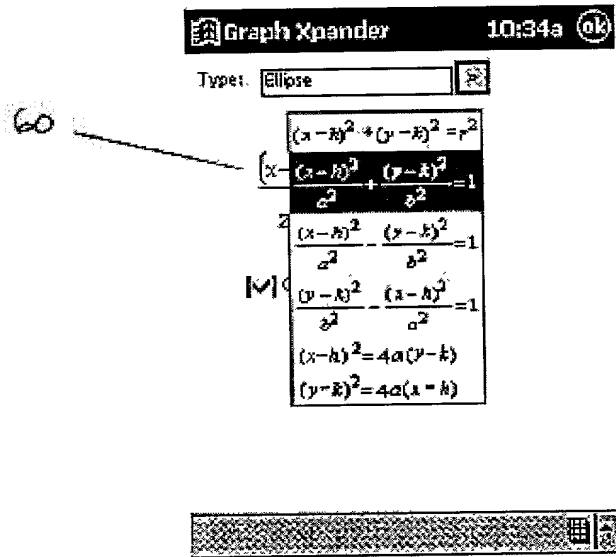 Graph Xpander 10:34a ok
Type: Ellipse
60
(x-h)² + (y-k)² = r²
(x-
(x-h)²/a² + (y-k)²/b² = 1
2
(x-h)²/a² - (y-k)²/b² = 1
(y-k)²/b² - (x-h)²/a² = 1
(x-h)² = 4a(y-k)
(y-k)² = 4a(x-h)